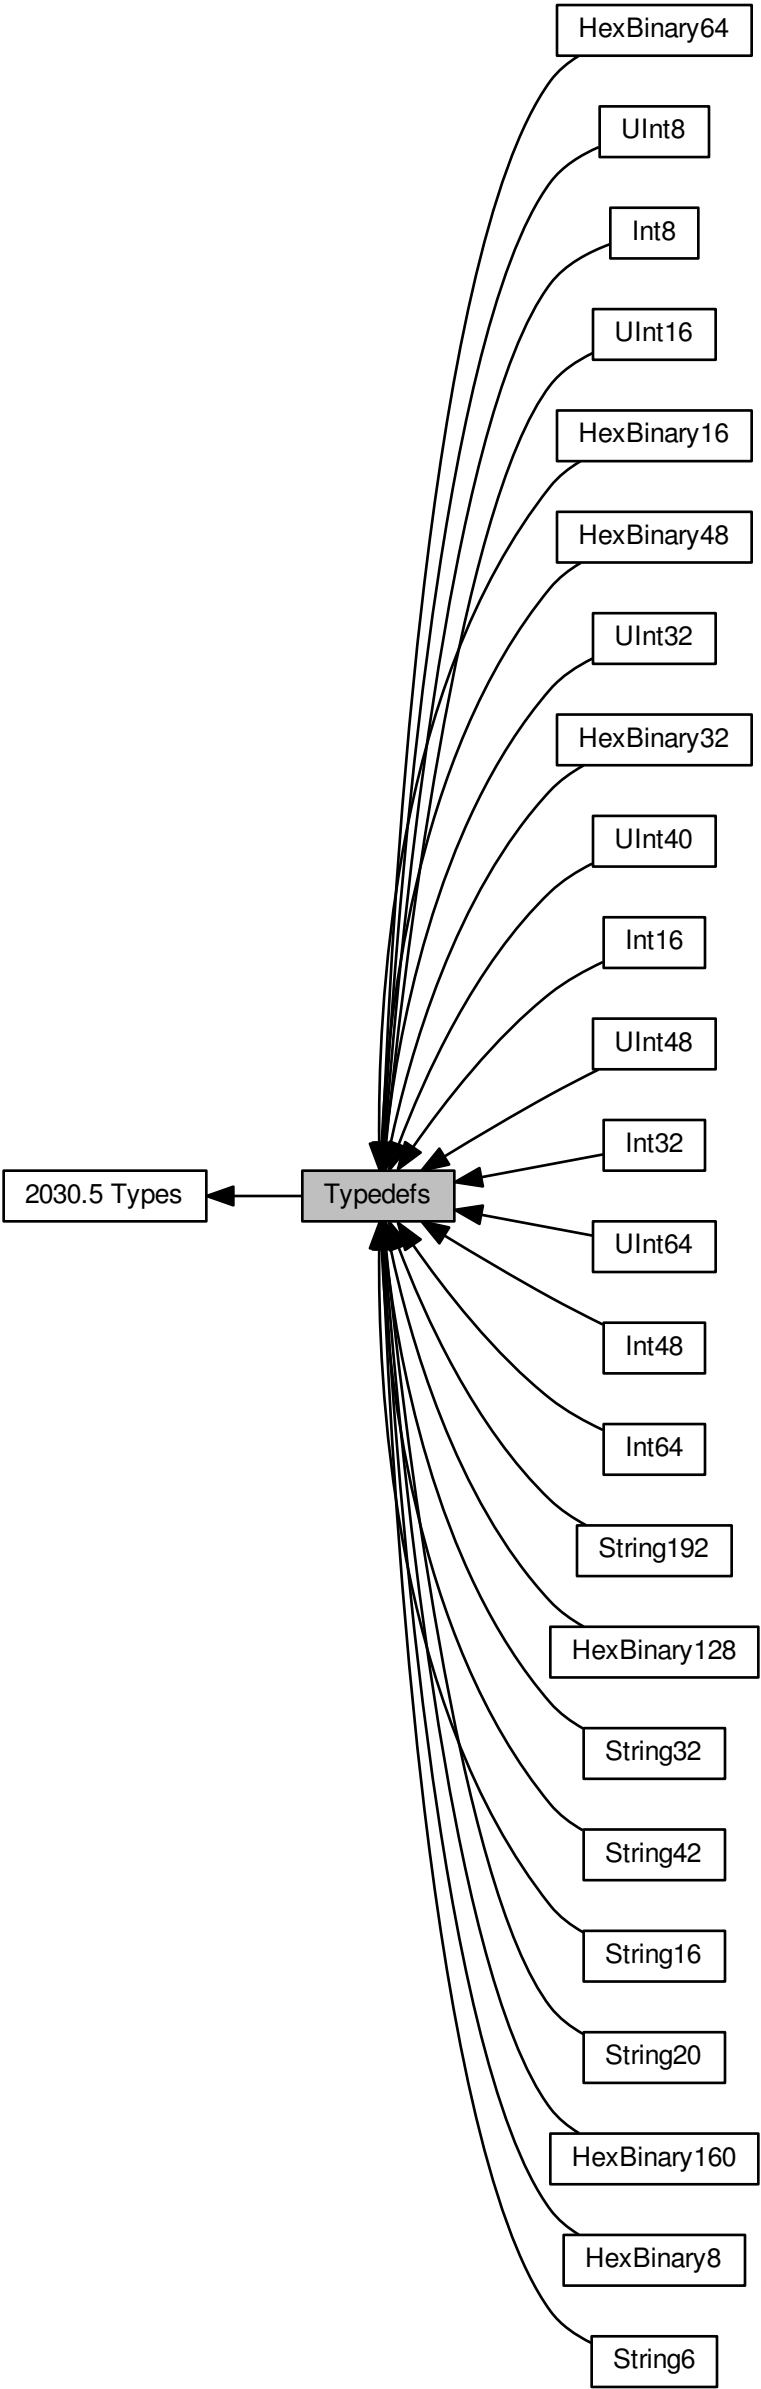 HexBinary64
UInt8
Int8
UInt16
HexBinary16
HexBinary48
UInt32
HexBinary32
UInt40
Int16
UInt48
Int32
2030.5 Types
Typedefs
UInt64
Int48
Int64
String192
HexBinary128
String32
String42
String16
String20
HexBinary160
HexBinary8
String6